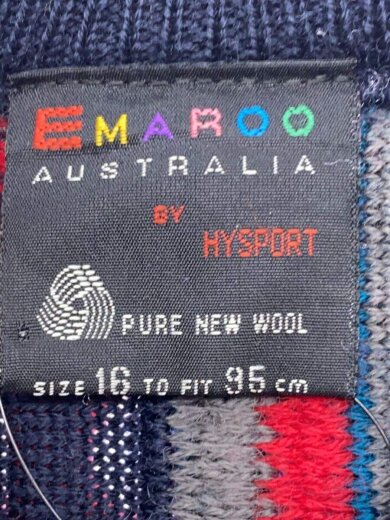 EMAROO
AUSTRALIA
BY
HYSPORT
PURE NEW WOOL
SIZE 16 TO FIT 95 cm